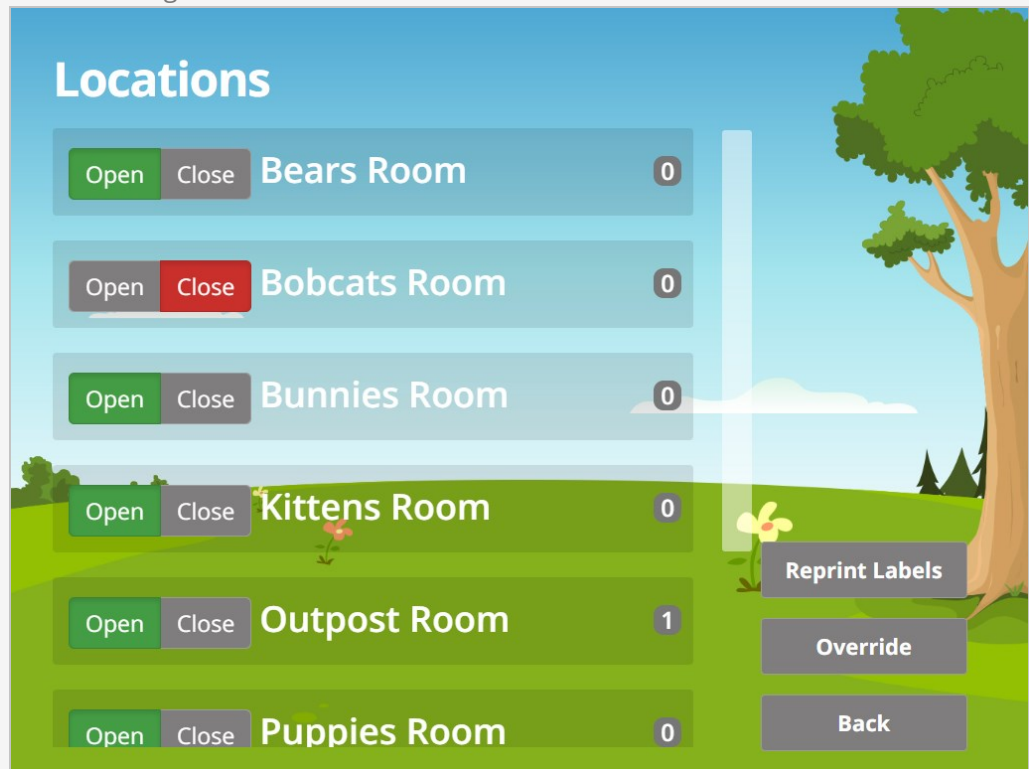 Locations
Open Close Bears Room 0
Open Close Bobcats Room 0
Open Close Bunnies Room 0
Open Close Kittens Room 0
Open Close Outpost Room 1
Open Close Puppies Room 0
Reprint Labels
Override
Back